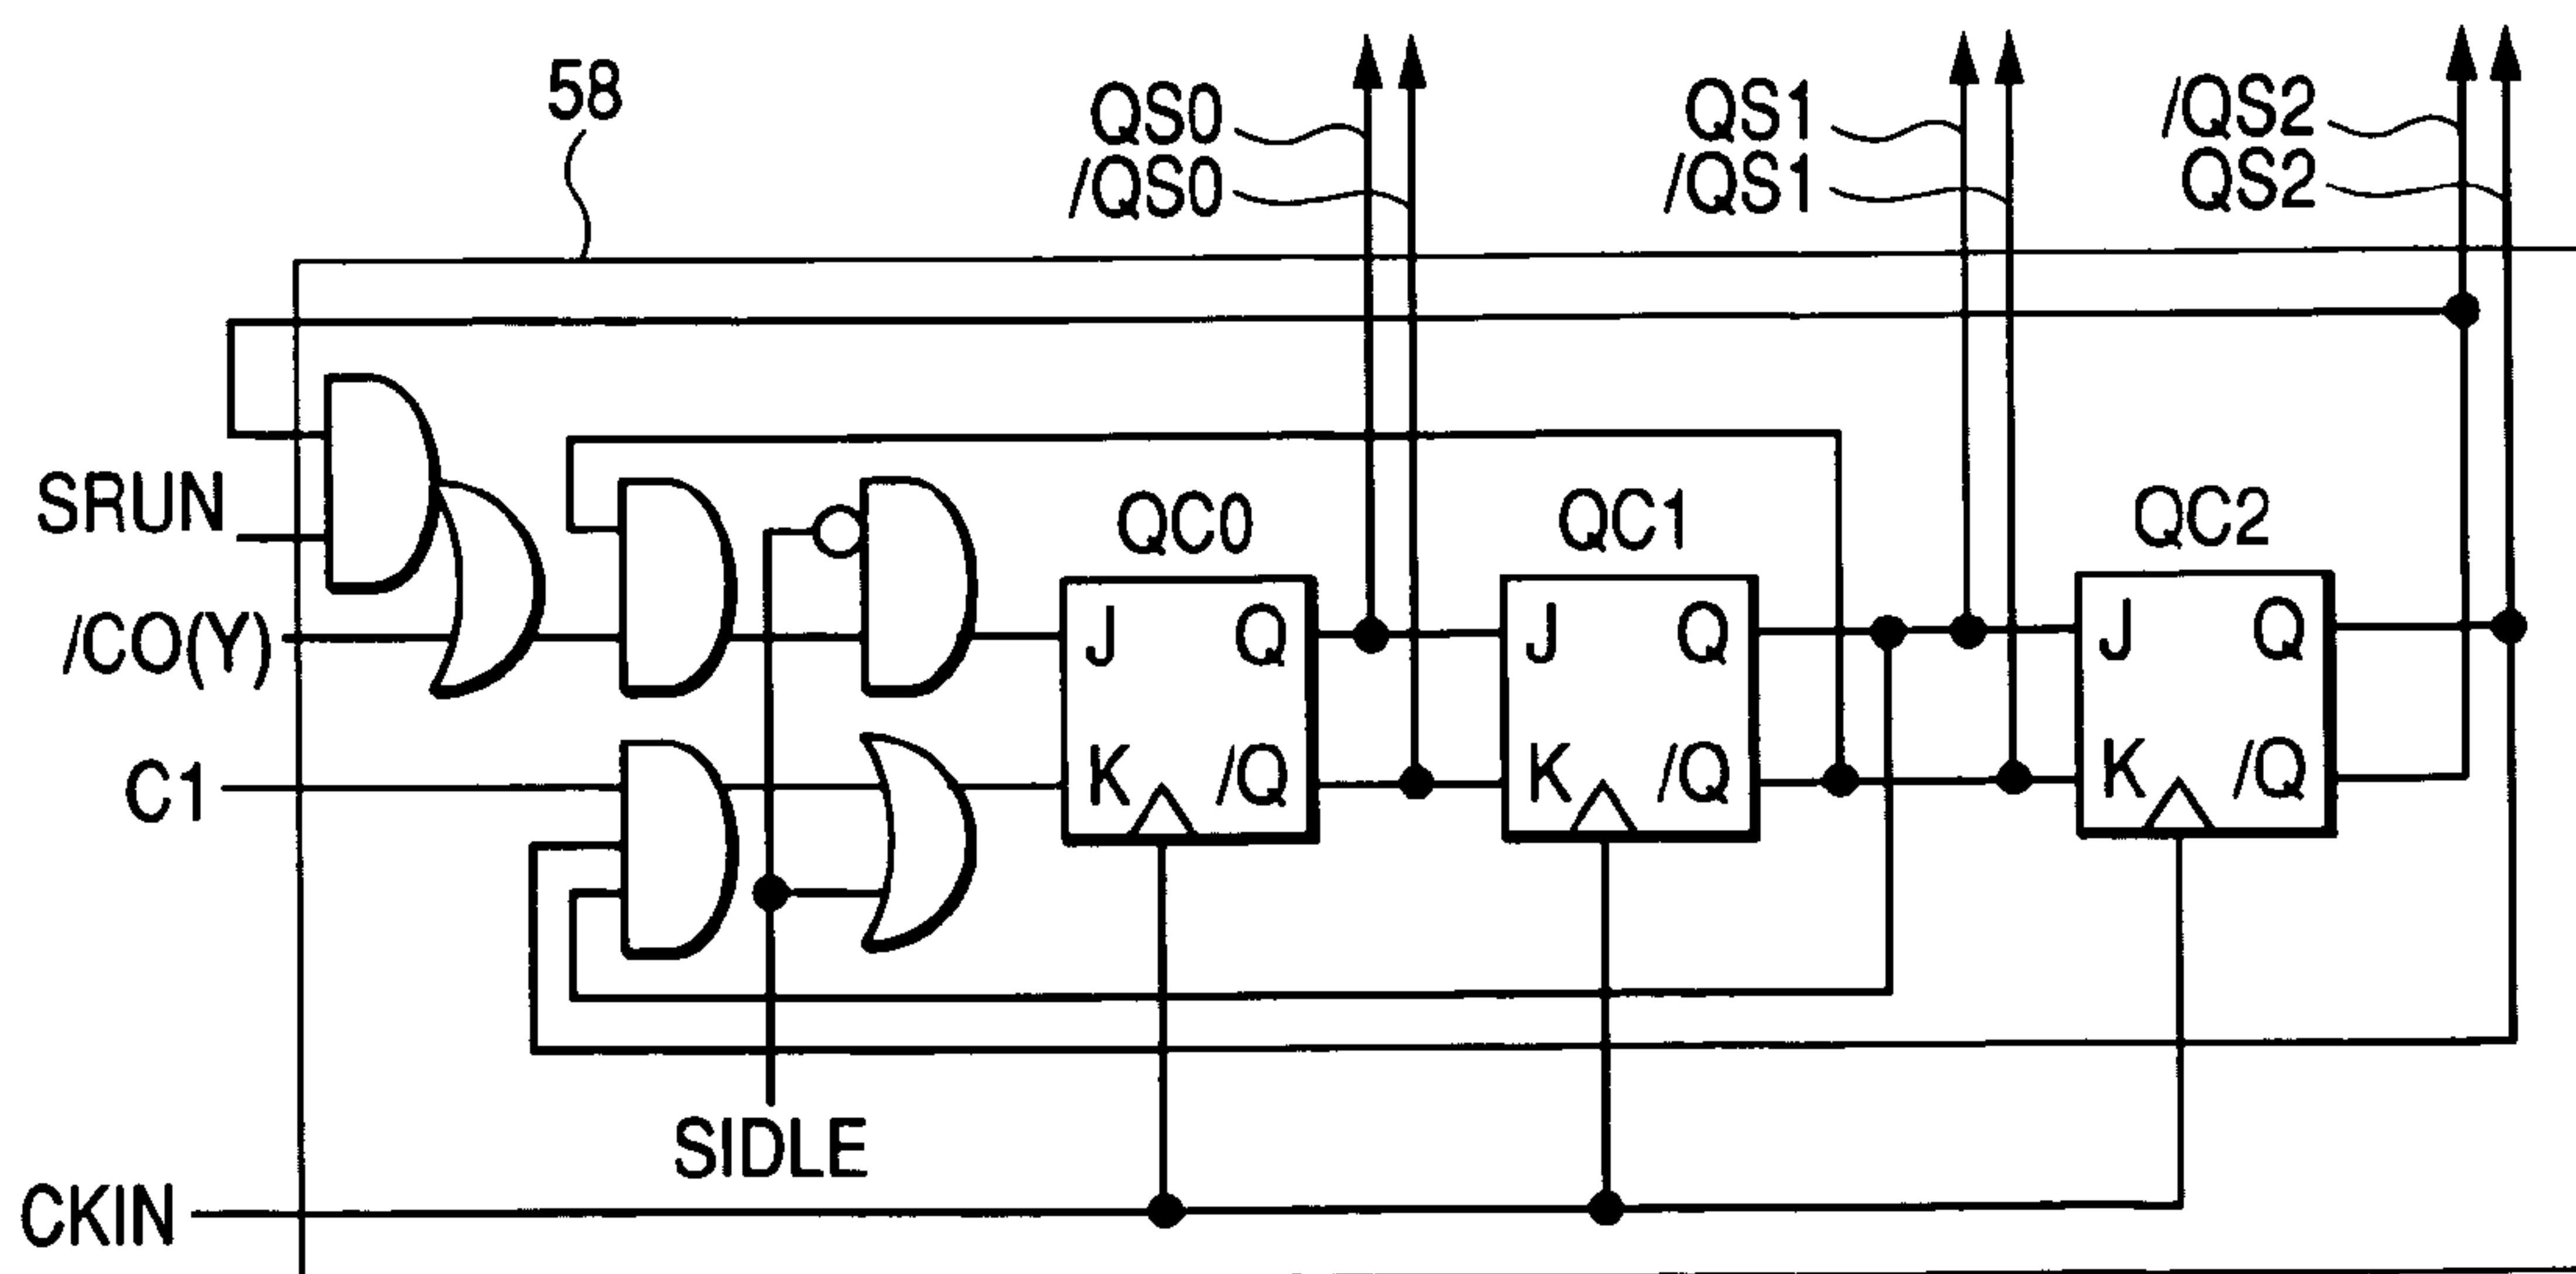 58
QS0
/QS0
QS1
/QS1
/QS2
QS2
SRUN
/CO(Y)
C1
QC0
QC1
QC2
J Q
K /Q
J Q
K /Q
J Q
K /Q
SIDLE
CKIN